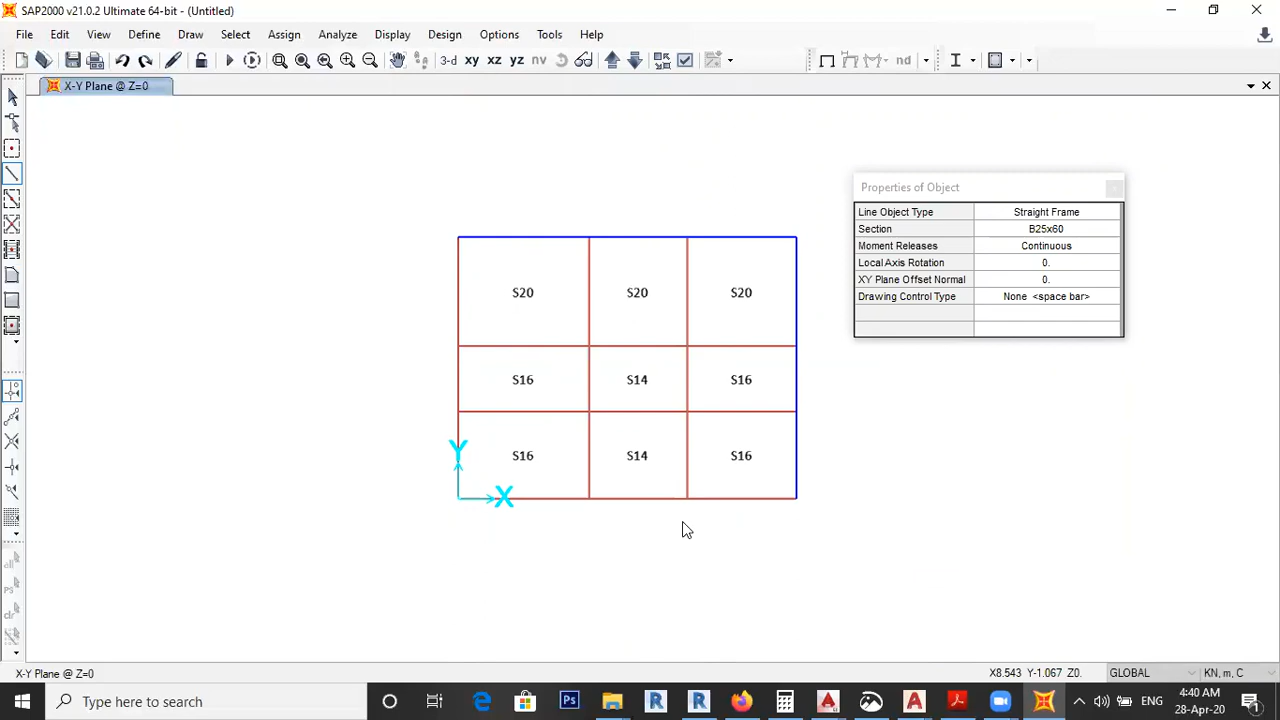 SAP2000 v21.0.2 Ultimate 64-bit - (Untitled)
File Edit View Define Draw Select Assign Analyze Display Design Options Tools Help
3-d xy xz yz nv nd
X-Y Plane @ Z=0
Properties of Object
Line Object Type Straight Frame
Section B25x60
Moment Releases Continuous
Local Axis Rotation 0.
XY Plane Offset Normal 0.
Drawing Control Type None <space bar>
S20 S20 S20
S16 S14 S16
Y
S16 S14 S16
X
all
PS
clr
X-Y Plane @ Z=0 X8.543 Y-1.067 Z0. GLOBAL KN, m, C
Type here to search
ENG
4:40 AM
28-Apr-20